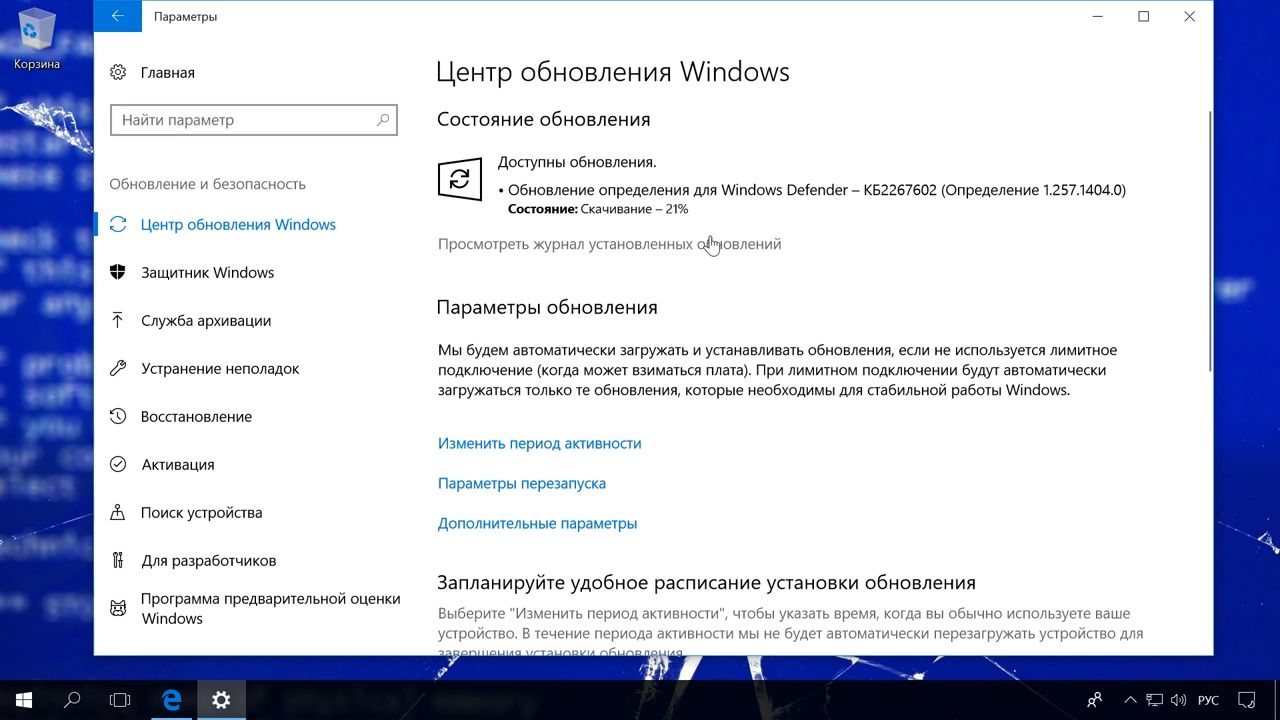 Корзина
Параметры
Главная
Найти параметр
Обновление и безопасность
Центр обновления Windows
Защитник Windows
Служба архивации
Устранение неполадок
Восстановление
Активация
Поиск устройства
Для разработчиков
Программа предварительной оценки
Windows
Центр обновления Windows
Состояние обновления
Доступны обновления.
• Обновление определения для Windows Defender – КБ2267602 (Определение 1.257.1404.0)
Состояние: Скачивание – 21%
Просмотреть журнал установленных обновлений
Параметры обновления
Мы будем автоматически загружать и устанавливать обновления, если не используется лимитное
подключение (когда может взиматься плата). При лимитном подключении будут автоматически
загружаться только те обновления, которые необходимы для стабильной работы Windows.
Изменить период активности
Параметры перезапуска
Дополнительные параметры
Запланируйте удобное расписание установки обновления
Выберите "Изменить период активности", чтобы указать время, когда вы обычно используете ваше
устройство. В течение периода активности мы не будет автоматически перезагружать устройство для
завершения установки обновления.
РУС